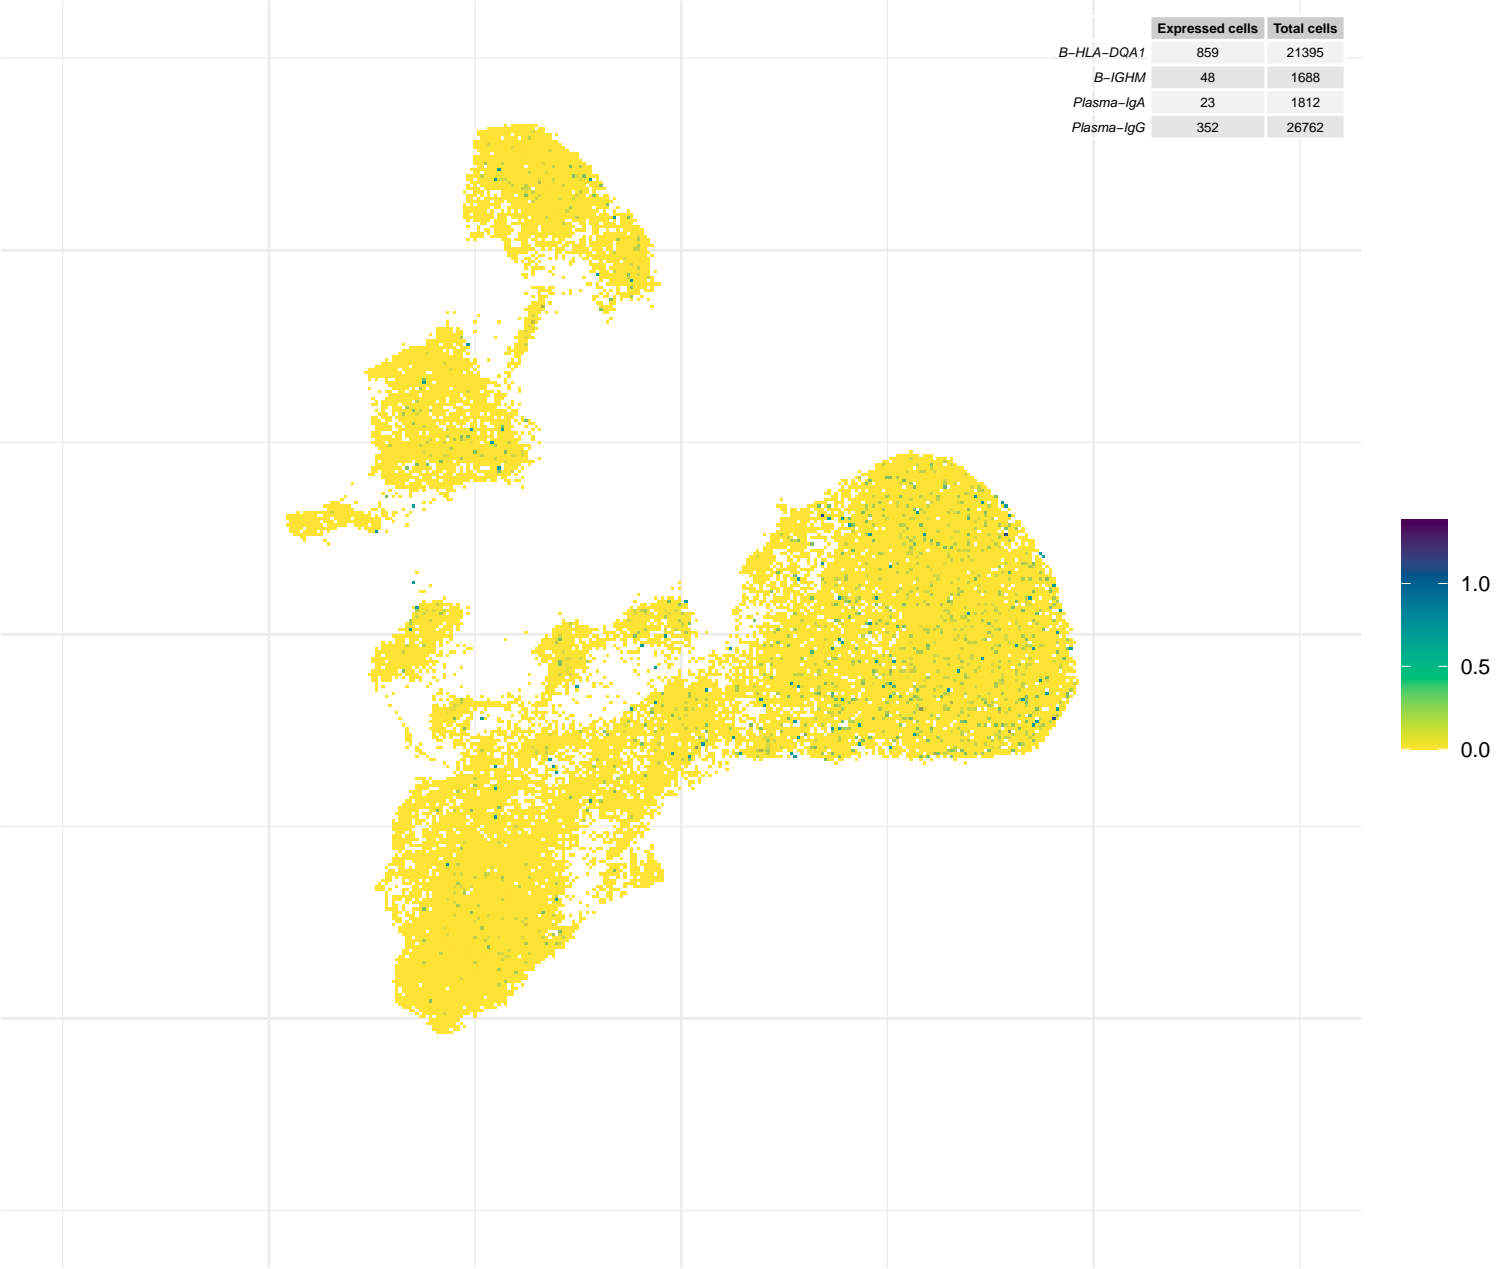 Expressed cells Total cells
B−HLA−DQA1 859 21395
B−IGHM 48 1688
Plasma−IgA 23 1812
Plasma−IgG 352 26762
1.0
0.5
0.0